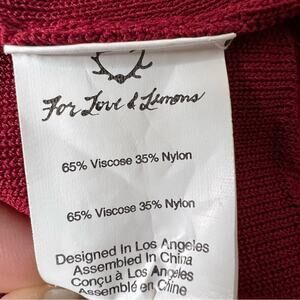 For Love & Lemons
65% Viscose 35% Nylon
65% Viscose 35% Nylon
Designed In Los Angeles
Assembled In China
Conçu à Los Angeles
Assemblé en Chine